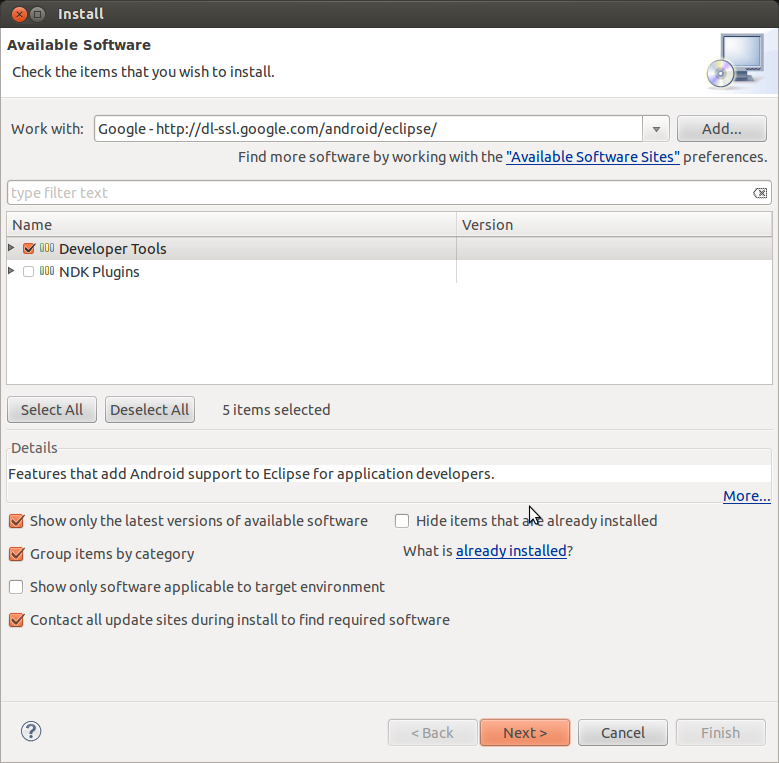 Install
Available Software
Check the items that you wish to install.
Work with: Google - http://dl-ssl.google.com/android/eclipse/ Add...
Find more software by working with the "Available Software Sites" preferences.
type filter text
Name Version
Developer Tools
NDK Plugins
Select All Deselect All 5 items selected
Details
Features that add Android support to Eclipse for application developers.
More...
Show only the latest versions of available software Hide items that are already installed
Group items by category What is already installed?
Show only software applicable to target environment
Contact all update sites during install to find required software
? < Back Next > Cancel Finish